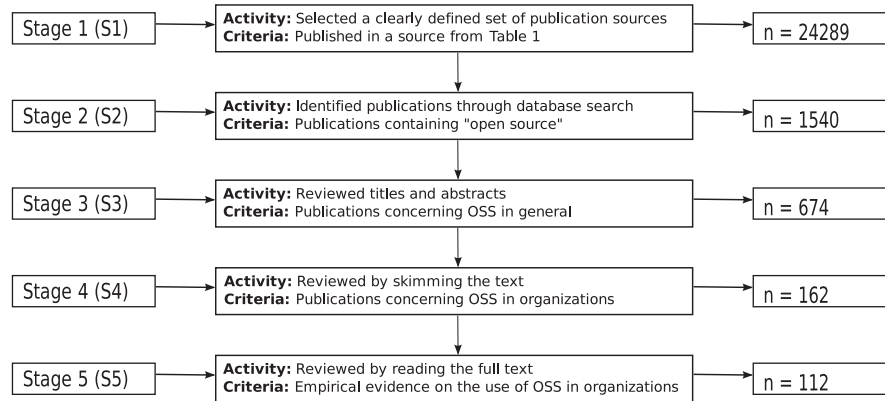 Stage 1 (S1)
Activity: Selected a clearly defined set of publication sources
Criteria: Published in a source from Table 1
n = 24289
Stage 2 (S2)
Activity: Identified publications through database search
Criteria: Publications containing "open source"
n = 1540
Stage 3 (S3)
Activity: Reviewed titles and abstracts
Criteria: Publications concerning OSS in general
n = 674
Stage 4 (S4)
Activity: Reviewed by skimming the text
Criteria: Publications concerning OSS in organizations
n = 162
Stage 5 (S5)
Activity: Reviewed by reading the full text
Criteria: Empirical evidence on the use of OSS in organizations
n = 112